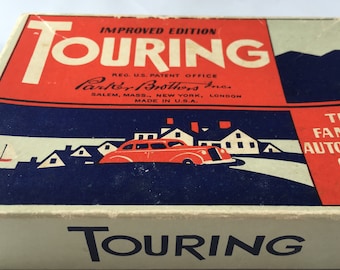 IMPROVED EDITION
TOURING
REG. U.S. PATENT OFFICE
Parker Brothers Inc.
SALEM, MASS., NEW YORK, LONDON
MADE IN U.S.A.
TOURING